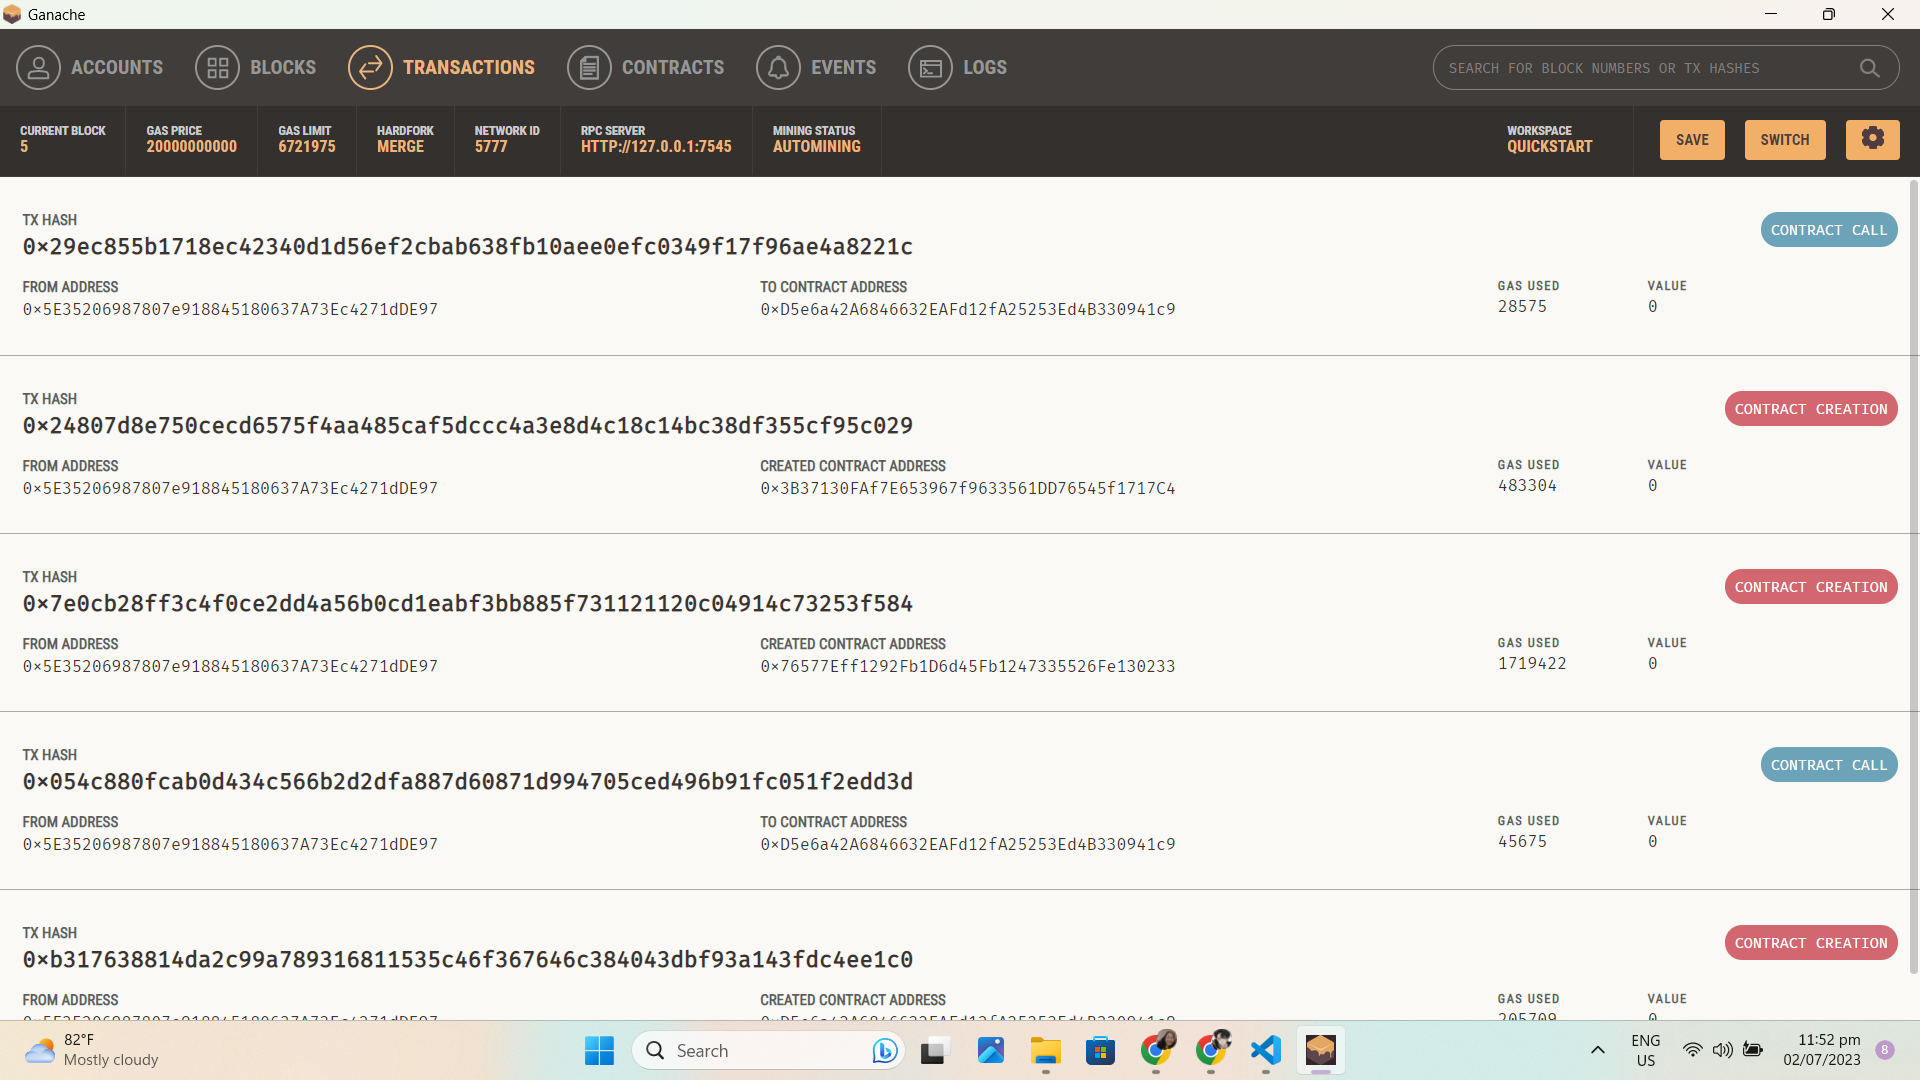 Ganache
ACCOUNTS BLOCKS TRANSACTIONS CONTRACTS EVENTS LOGS SEARCH FOR BLOCK NUMBERS OR TX HASHES
CURRENT BLOCK GAS PRICE GAS LIMIT HARDFORK NETWORK ID RPC SERVER MINING STATUS WORKSPACE
5 20000000000 6721975 MERGE 5777 HTTP://127.0.0.1:7545 AUTOMINING QUICKSTART SAVE SWITCH
TX HASH
0×29ec855b1718ec42340d1d56ef2cbab638fb10aee0efc0349f17f96ae4a8221c CONTRACT CALL
FROM ADDRESS TO CONTRACT ADDRESS GAS USED VALUE
0×5E35206987807e918845180637A73Ec4271dDE97 0×D5e6a42A6846632EAFd12fA25253Ed4B330941c9 28575 0
TX HASH
0×24807d8e750cecd6575f4aa485caf5dccc4a3e8d4c18c14bc38df355cf95c029 CONTRACT CREATION
FROM ADDRESS CREATED CONTRACT ADDRESS GAS USED VALUE
0×5E35206987807e918845180637A73Ec4271dDE97 0×3B37130FAf7E653967f9633561DD76545f1717C4 483304 0
TX HASH
0×7e0cb28ff3c4f0ce2dd4a56b0cd1eabf3bb885f731121120c04914c73253f584 CONTRACT CREATION
FROM ADDRESS CREATED CONTRACT ADDRESS GAS USED VALUE
0×5E35206987807e918845180637A73Ec4271dDE97 0×76577Eff1292Fb1D6d45Fb1247335526Fe130233 1719422 0
TX HASH
0×054c880fcab0d434c566b2d2dfa887d60871d994705ced496b91fc051f2edd3d CONTRACT CALL
FROM ADDRESS TO CONTRACT ADDRESS GAS USED VALUE
0×5E35206987807e918845180637A73Ec4271dDE97 0×D5e6a42A6846632EAFd12fA25253Ed4B330941c9 45675 0
TX HASH
0×b317638814da2c99a789316811535c46f367646c384043dbf93a143fdc4ee1c0 CONTRACT CREATION
FROM ADDRESS CREATED CONTRACT ADDRESS GAS USED VALUE
82°F
Mostly cloudy
Search
ENG
US
11:52 pm
02/07/2023
8